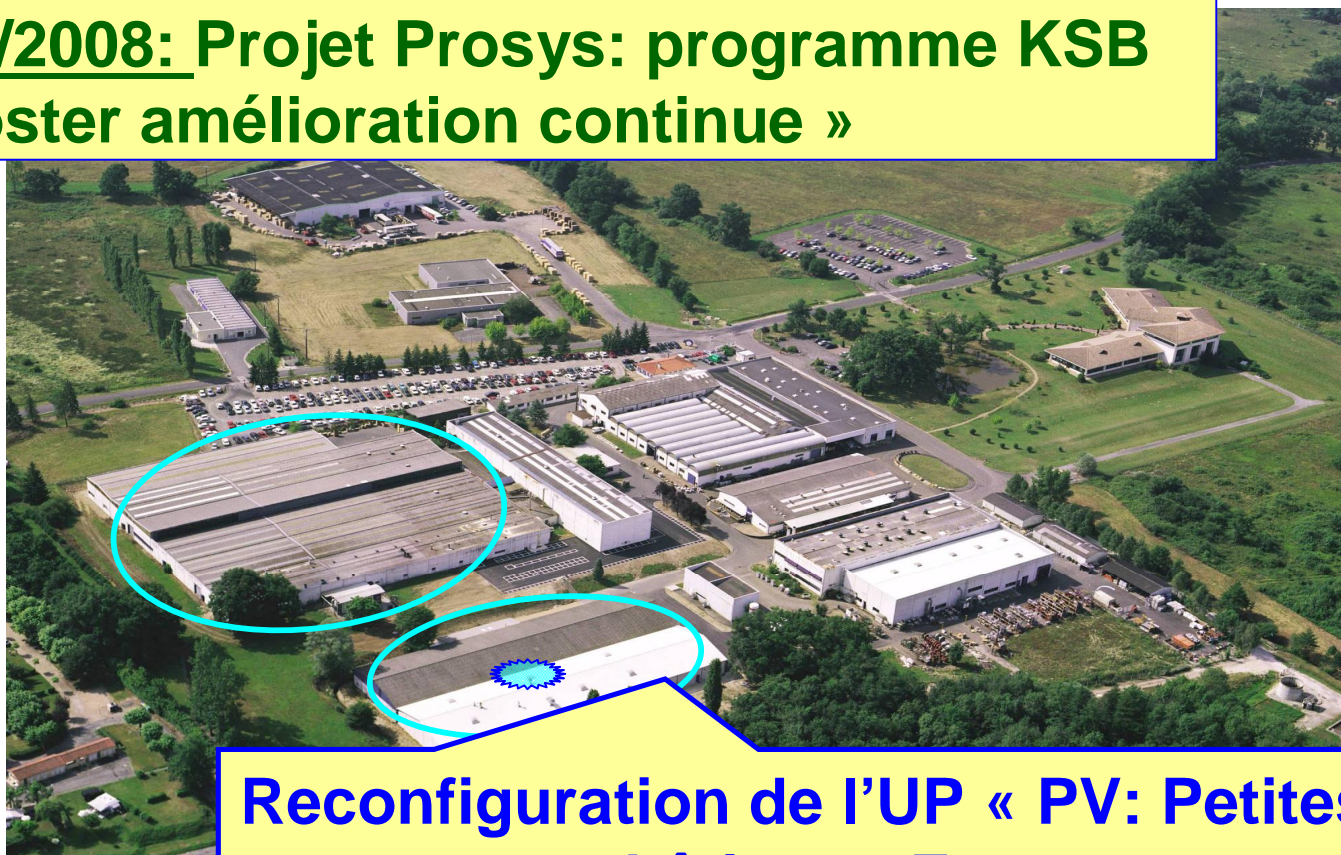 /2008: Projet Prosys: programme KSB
oster amélioration continue »
Reconfiguration de l’UP « PV: Petites